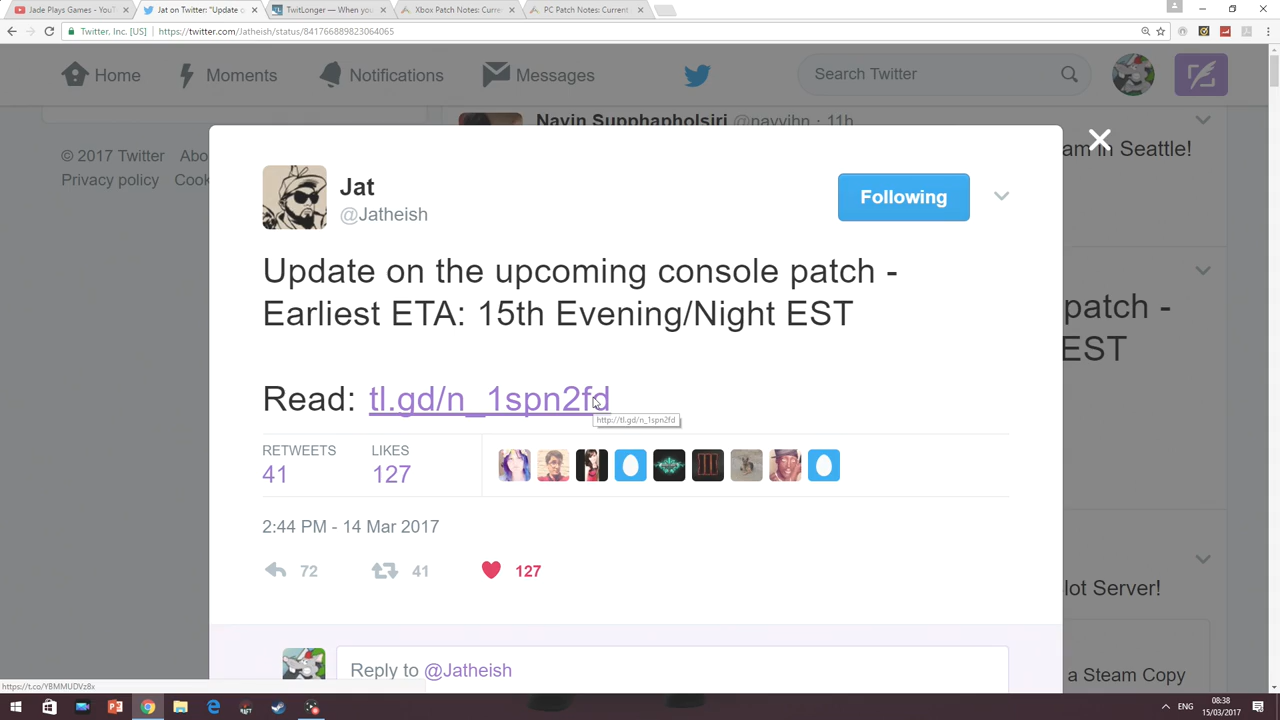 Jade Plays Games - YouT
Jat on Twitter: "Update o
TwitLonger — When you
Xbox Patch Notes: Curre
PC Patch Notes: Current
Twitter, Inc. [US] https://twitter.com/Jatheish/status/841766889823064065
Home
Moments
Notifications
Messages
Search Twitter
Navin Supphapholsiri @navvihn · 11h
am in Seattle!
© 2017 Twitter Abo
Privacy policy Cook
Jat
@Jatheish
Following
Update on the upcoming console patch -
Earliest ETA: 15th Evening/Night EST
patch -
EST
Read: tl.gd/n_1spn2fd
http://tl.gd/n_1spn2fd
RETWEETS
41
LIKES
127
2:44 PM - 14 Mar 2017
72
41
127
lot Server!
Reply to @Jatheish
a Steam Copy
https://t.co/YBMMUDVz8x
ENG
08:38
15/03/2017